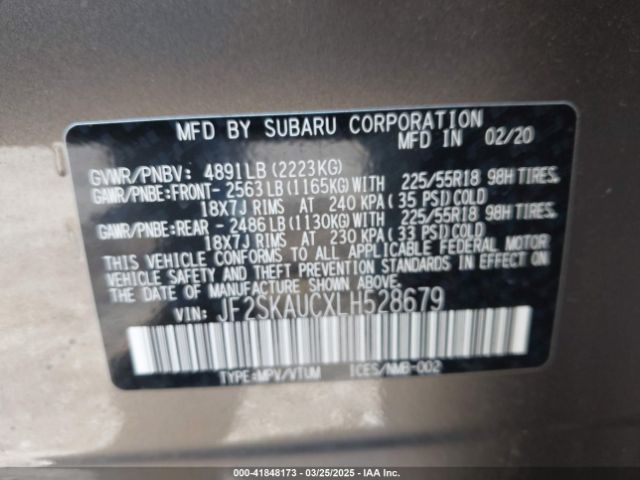 MFD BY SUBARU CORPORATION
MFD IN 02/20
GVWR/PNBV: 4891LB (2223KG)
GAWR/PNBE:FRONT- 2563LB(1165KG)WITH 225/55R18 98H TIRES
18X7J RIMS AT 240 KPA(35 PSI)COLD
GAWR/PNBE:REAR - 2486LB(1130KG)WITH 225/55R18 98H TIRES
18X7J RIMS AT 230 KPA(33 PSI)COLD
THIS VEHICLE CONFORMS TO ALL APPLICABLE FEDERAL MOTOR
VEHICLE SAFETY AND THEFT PREVENTION STANDARDS IN EFFECT
ON THE DATE OF MANUFACTURE SHOWN ABOVE.
VIN: JF2SKAUCXLH528679
TYPE:MPV/VTUM ICES/NMB-002
000-41848173 — 03/25/2025 — IAA Inc.